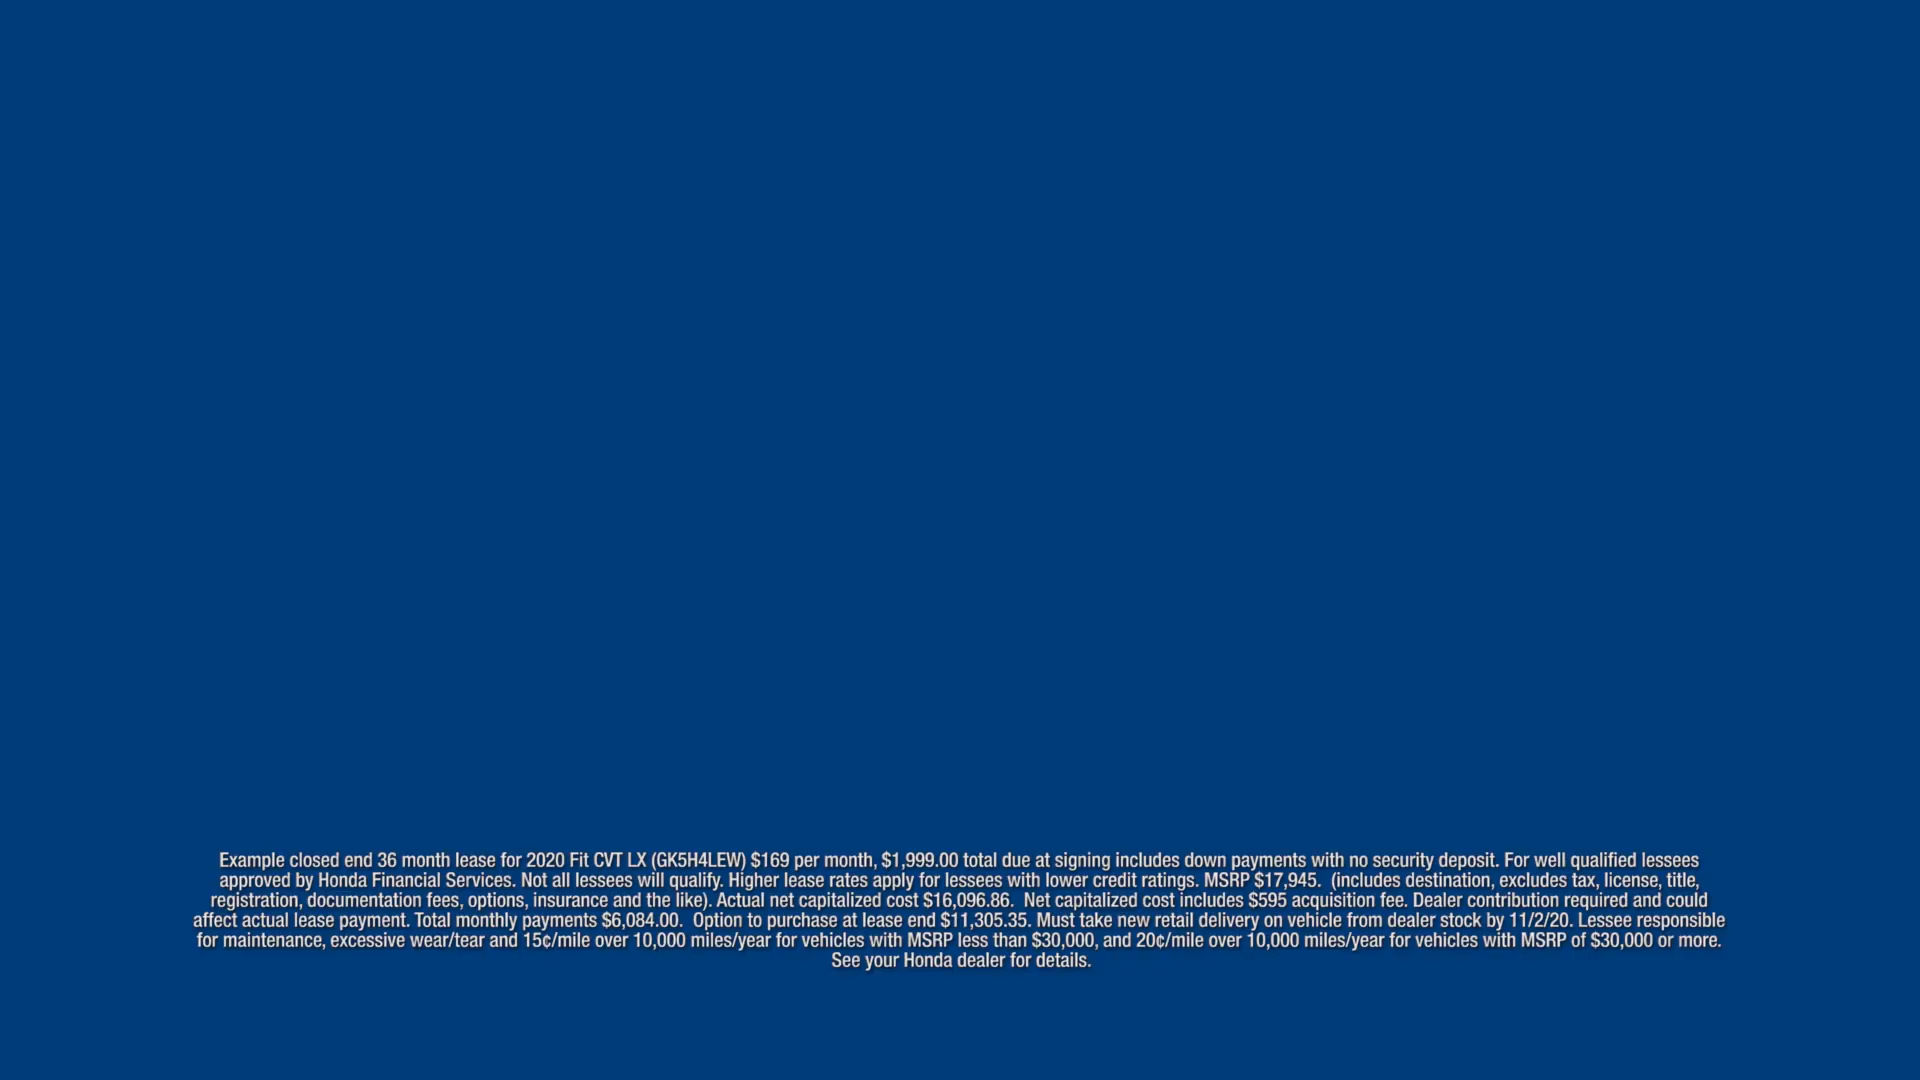 Example closed end 36 month lease for 2020 Fit CVT LX (GK5H4LEW) $169 per month, $1,999.00 total due at signing includes down payments with no security deposit. For well qualified lessees
approved by Honda Financial Services. Not all lessees will qualify. Higher lease rates apply for lessees with lower credit ratings. MSRP $17,945.  (includes destination, excludes tax, license, title,
registration, documentation fees, options, insurance and the like). Actual net capitalized cost $16,096.86.  Net capitalized cost includes $595 acquisition fee. Dealer contribution required and could
affect actual lease payment. Total monthly payments $6,084.00.  Option to purchase at lease end $11,305.35. Must take new retail delivery on vehicle from dealer stock by 11/2/20. Lessee responsible
for maintenance, excessive wear/tear and 15¢/mile over 10,000 miles/year for vehicles with MSRP less than $30,000, and 20¢/mile over 10,000 miles/year for vehicles with MSRP of $30,000 or more.
See your Honda dealer for details.